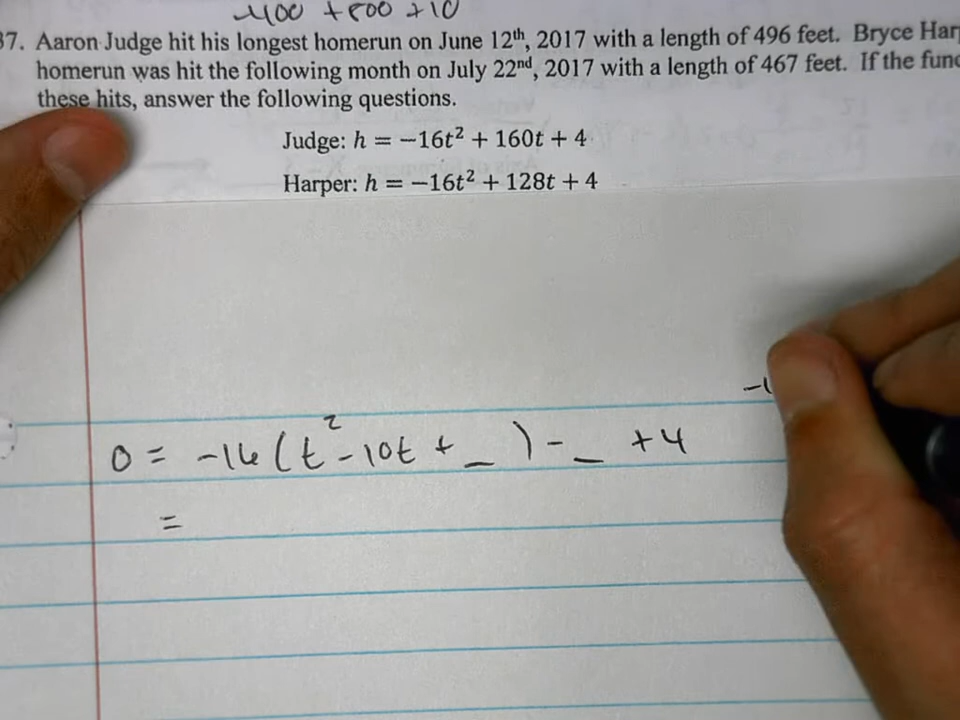 -400 +800 +10
37. Aaron Judge hit his longest homerun on June 12th, 2017 with a length of 496 feet. Bryce Har
homerun was hit the following month on July 22nd, 2017 with a length of 467 feet. If the func
these hits, answer the following questions.
Judge: h = −16t² + 160t + 4
Harper: h = −16t² + 128t + 4
0 = -16(t² - 10t + _ ) - _ + 4
=